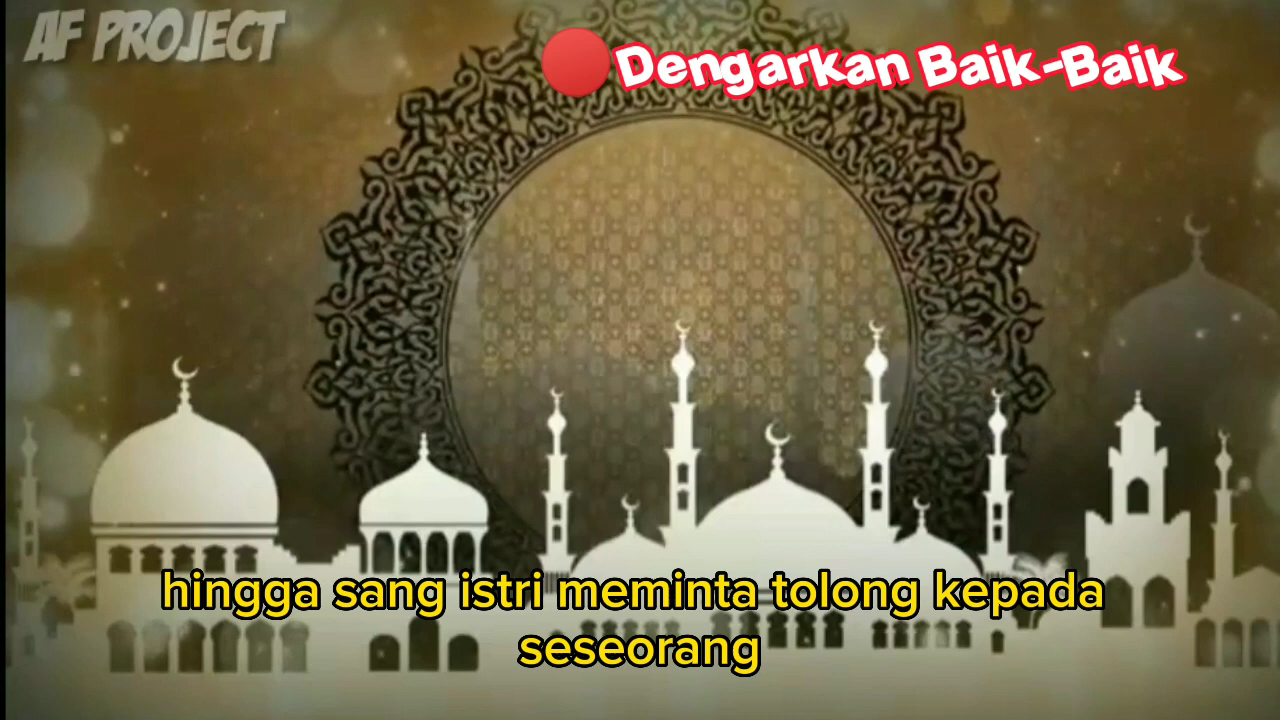 AF PROJECT
Dengarkan Baik-Baik
hingga sang istri meminta tolong kepada
seseorang